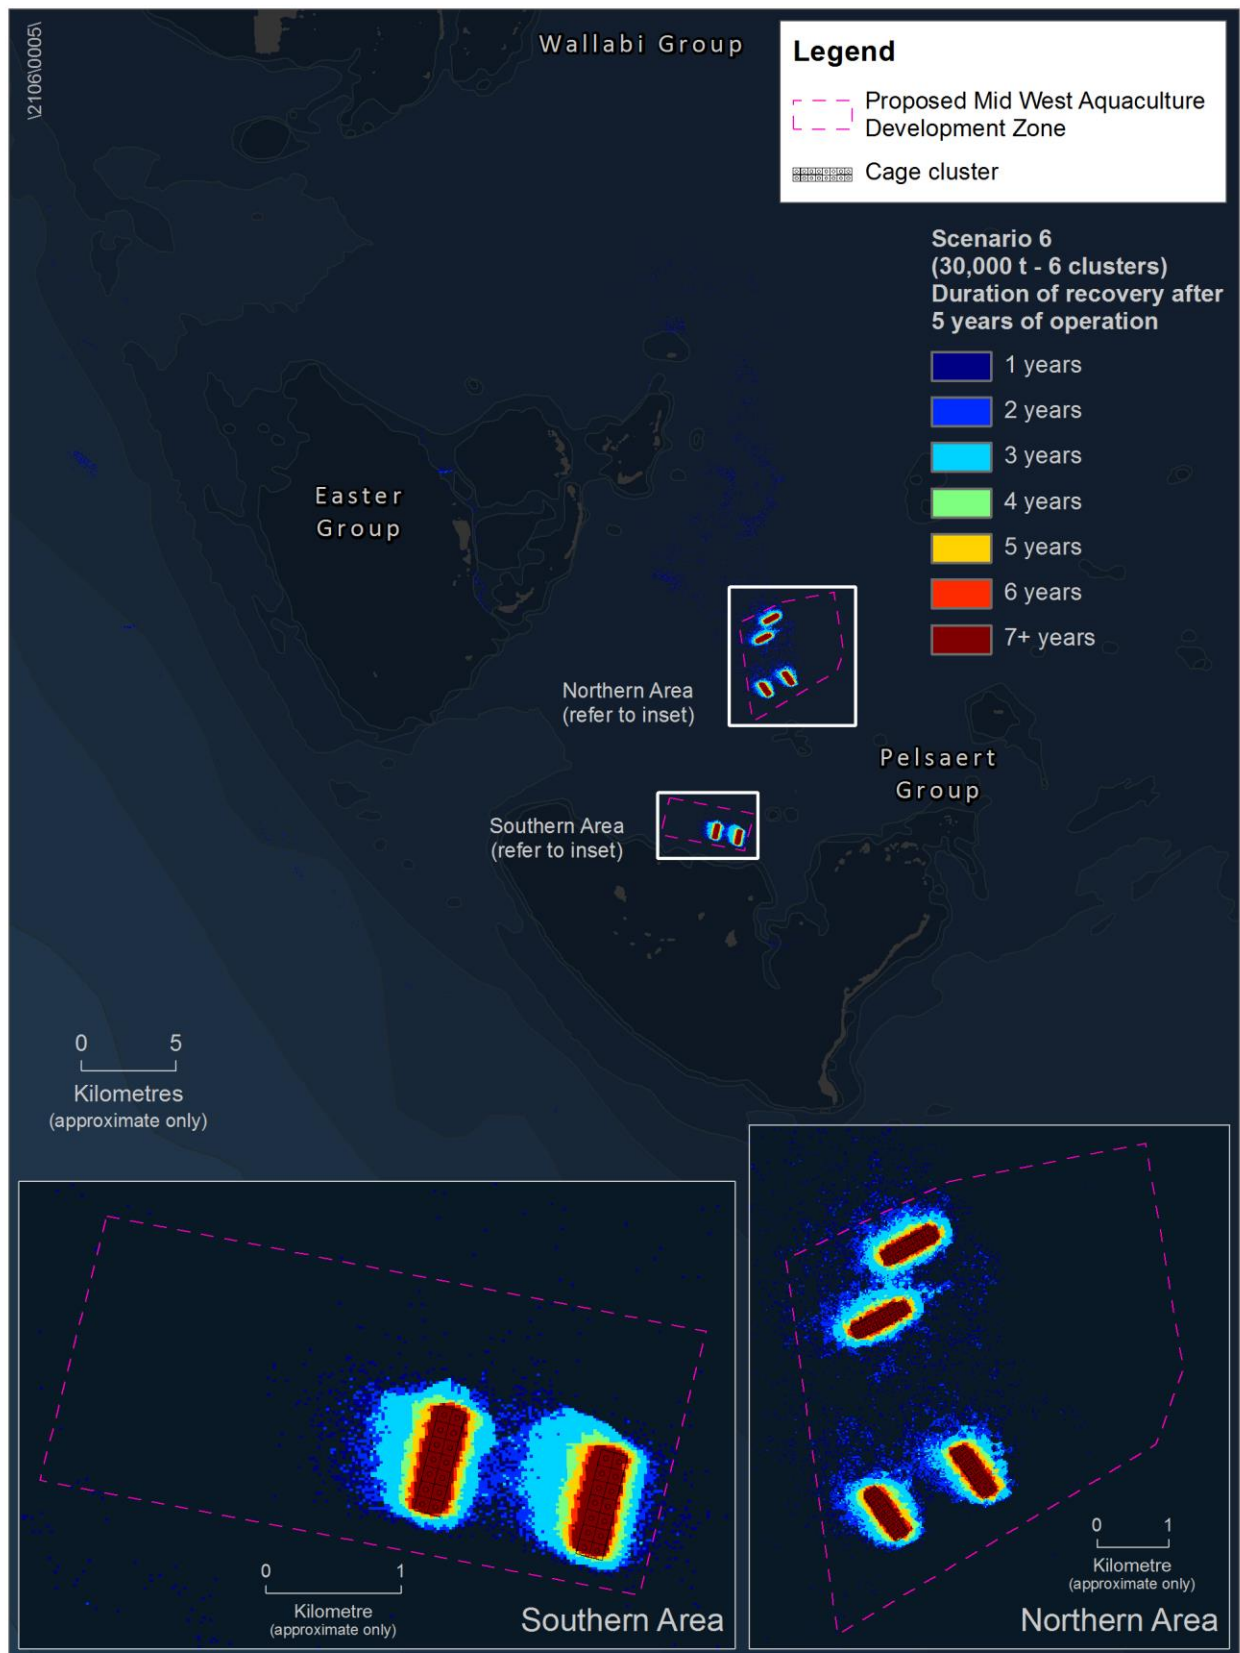 \2106\0005\
Wallabi Group
Legend
Proposed Mid West Aquaculture
Development Zone
Cage cluster
Scenario 6
(30,000 t - 6 clusters)
Duration of recovery after
5 years of operation
1 years
2 years
3 years
4 years
5 years
6 years
7+ years
Easter
Group
Northern Area
(refer to inset)
Pelsaert
Group
Southern Area
(refer to inset)
0 5
Kilometres
(approximate only)
0 1
Kilometre
(approximate only)
Southern Area
0 1
Kilometre
(approximate only)
Northern Area